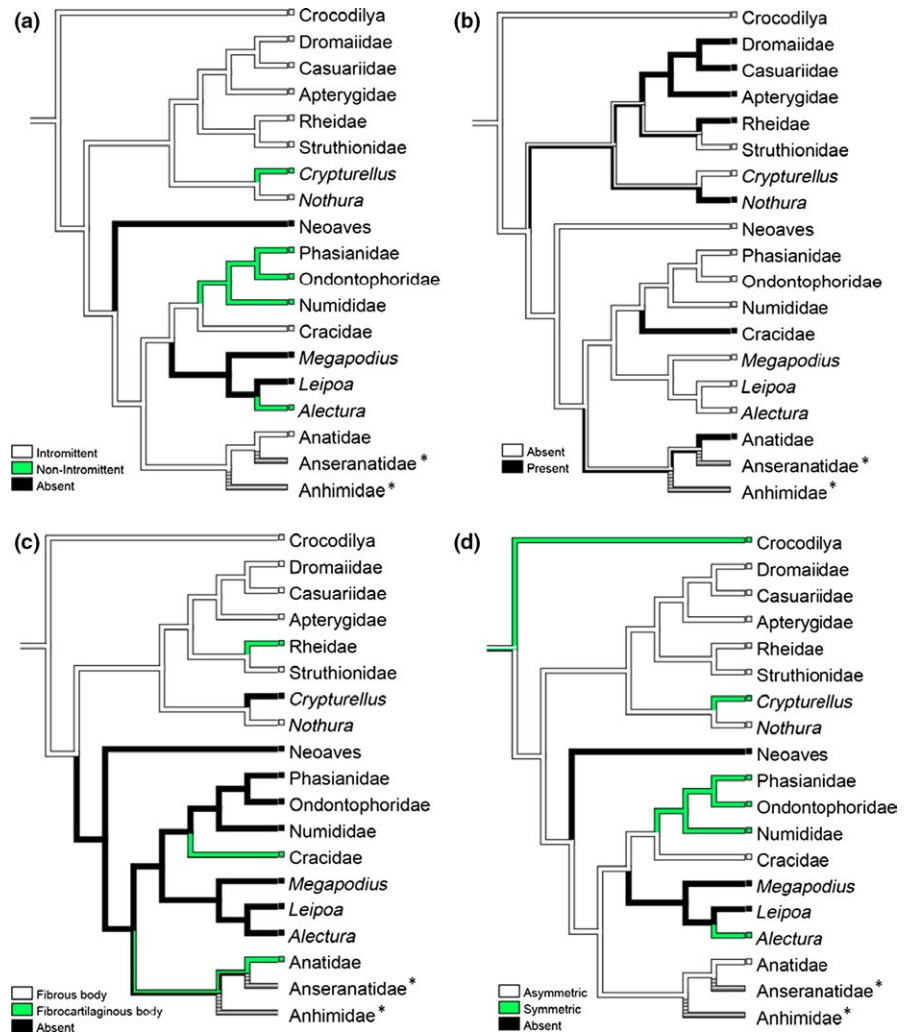 (a)
Crocodilya
Dromaiidae
Casuariidae
Apterygidae
Rheidae
Struthionidae
Crypturellus
Nothura
Neoaves
Phasianidae
Ondontophoridae
Numididae
Cracidae
Megapodius
Leipoa
Alectura
Anatidae
Anseranatidae*
Anhimidae*
Intromittent
Non-Intromittent
Absent
(b)
Crocodilya
Dromaiidae
Casuariidae
Apterygidae
Rheidae
Struthionidae
Crypturellus
Nothura
Neoaves
Phasianidae
Ondontophoridae
Numididae
Cracidae
Megapodius
Leipoa
Alectura
Anatidae
Anseranatidae*
Anhimidae*
Absent
Present
(c)
Crocodilya
Dromaiidae
Casuariidae
Apterygidae
Rheidae
Struthionidae
Crypturellus
Nothura
Neoaves
Phasianidae
Ondontophoridae
Numididae
Cracidae
Megapodius
Leipoa
Alectura
Anatidae
Anseranatidae*
Anhimidae*
Fibrous body
Fibrocartilaginous body
Absent
(d)
Crocodilya
Dromaiidae
Casuariidae
Apterygidae
Rheidae
Struthionidae
Crypturellus
Nothura
Neoaves
Phasianidae
Ondontophoridae
Numididae
Cracidae
Megapodius
Leipoa
Alectura
Anatidae
Anseranatidae*
Anhimidae*
Asymmetric
Symmetric
Absent